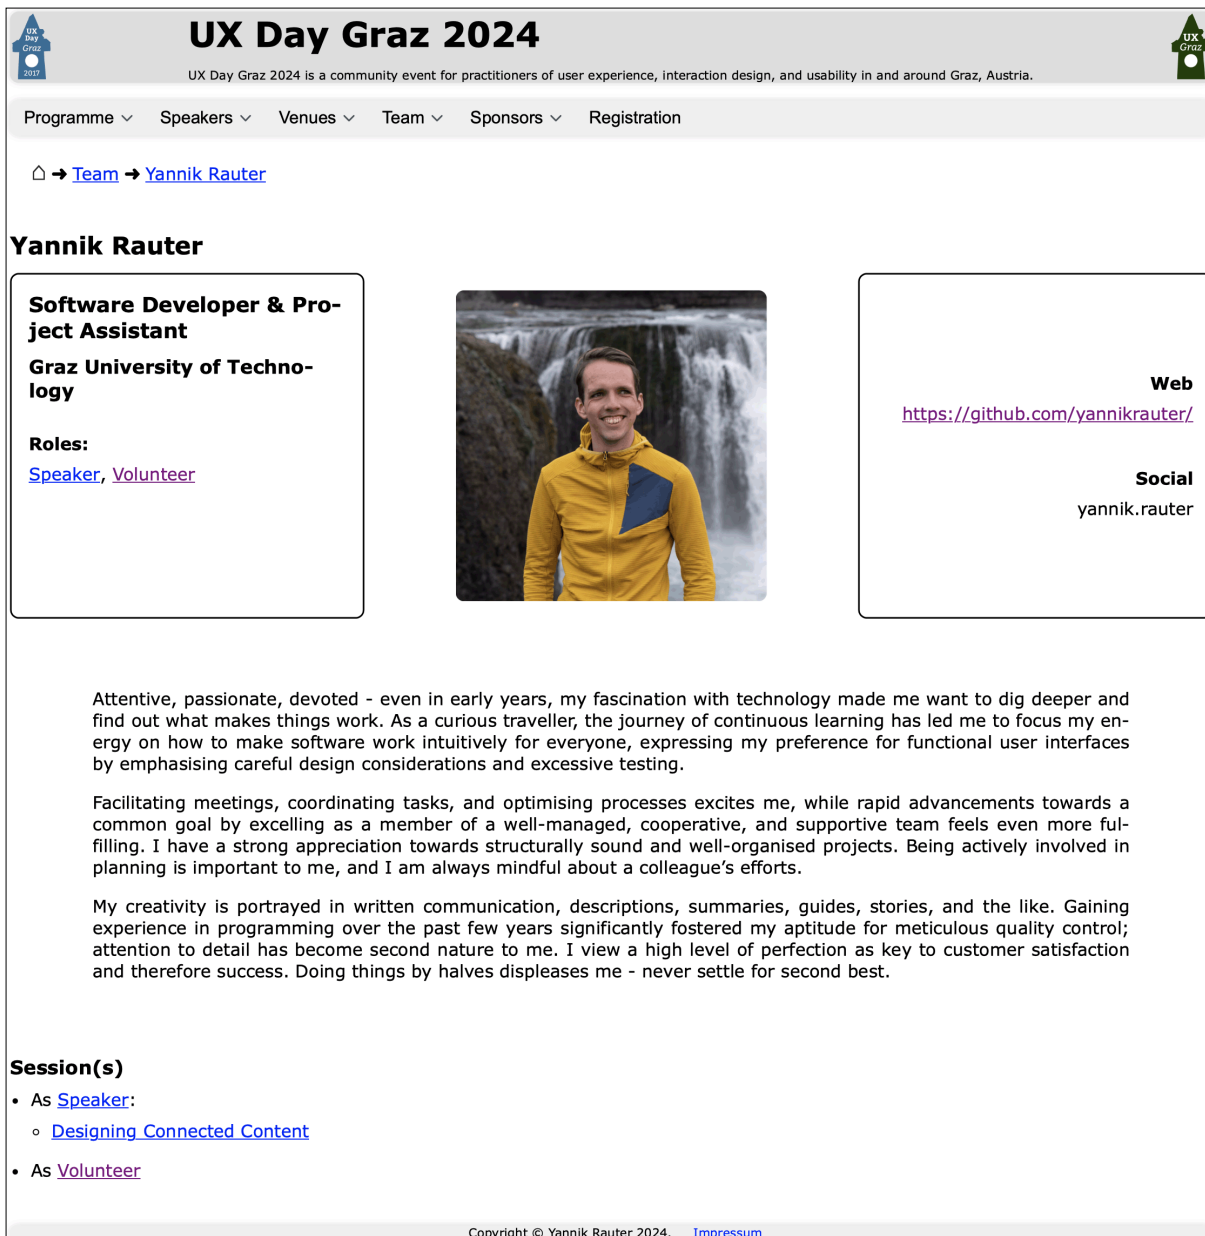 UX
Day
Graz
2017
UX Day Graz 2024
UX Day Graz 2024 is a community event for practitioners of user experience, interaction design, and usability in and around Graz, Austria.
UX
Graz
Programme Speakers Venues Team Sponsors Registration
➜ Team ➜ Yannik Rauter
Yannik Rauter
Software Developer & Pro-
ject Assistant
Graz University of Techno-
logy
Roles:
Speaker, Volunteer
Web
https://github.com/yannikrauter/
Social
yannik.rauter
Attentive, passionate, devoted - even in early years, my fascination with technology made me want to dig deeper and
find out what makes things work. As a curious traveller, the journey of continuous learning has led me to focus my en-
ergy on how to make software work intuitively for everyone, expressing my preference for functional user interfaces
by emphasising careful design considerations and excessive testing.
Facilitating meetings, coordinating tasks, and optimising processes excites me, while rapid advancements towards a
common goal by excelling as a member of a well-managed, cooperative, and supportive team feels even more ful-
filling. I have a strong appreciation towards structurally sound and well-organised projects. Being actively involved in
planning is important to me, and I am always mindful about a colleague’s efforts.
My creativity is portrayed in written communication, descriptions, summaries, guides, stories, and the like. Gaining
experience in programming over the past few years significantly fostered my aptitude for meticulous quality control;
attention to detail has become second nature to me. I view a high level of perfection as key to customer satisfaction
and therefore success. Doing things by halves displeases me - never settle for second best.
Session(s)
• As Speaker:
◦ Designing Connected Content
• As Volunteer
Copyright © Yannik Rauter 2024. Impressum